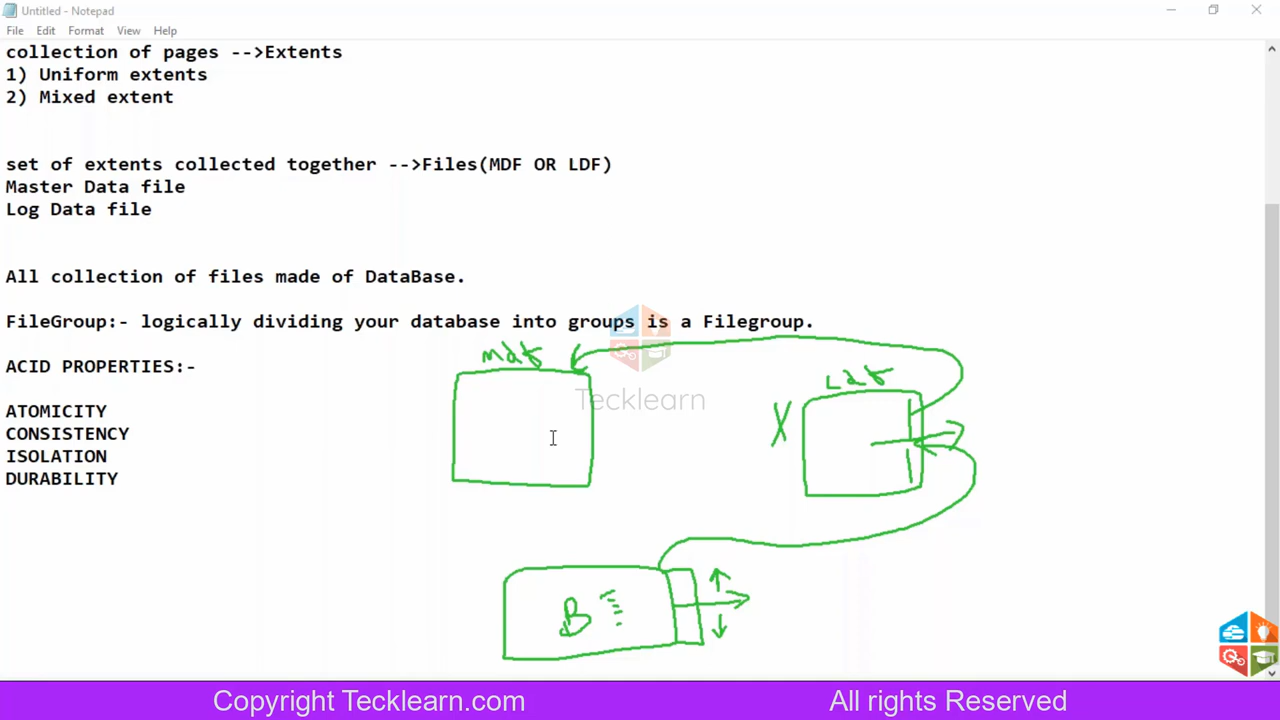 Untitled - Notepad
File Edit Format View Help
collection of pages -->Extents
1) Uniform extents
2) Mixed extent
set of extents collected together -->Files(MDF OR LDF)
Master Data file
Log Data file
All collection of files made of DataBase.
FileGroup:- logically dividing your database into groups is a Filegroup.
ACID PROPERTIES:-
mdf
Ldf
Tecklearn
X
ATOMICITY
CONSISTENCY
ISOLATION
DURABILITY
B
Copyright Tecklearn.com
All rights Reserved